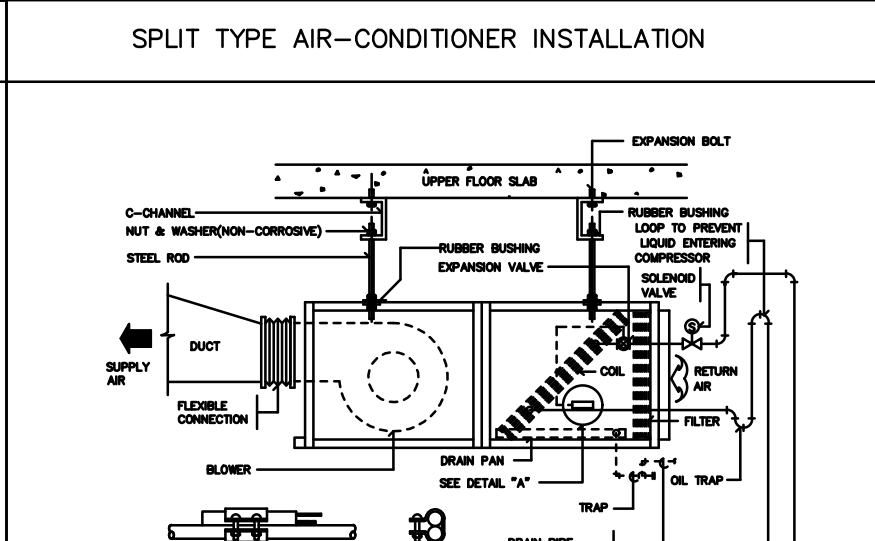 SPLIT TYPE AIR-CONDITIONER INSTALLATION
EXPANSION BOLT
UPPER FLOOR SLAB
C-CHANNEL
NUT & WASHER(NON-CORROSIVE)
STEEL ROD
RUBBER BUSHING
EXPANSION VALVE
RUBBER BUSHING
LOOP TO PREVENT
LIQUID ENTERING
COMPRESSOR
SOLENOID
VALVE
S
DUCT
SUPPLY
AIR
COIL
RETURN
AIR
FLEXIBLE
CONNECTION
FILTER
BLOWER
DRAIN PAN
SEE DETAIL "A"
OIL TRAP
TRAP
DRAIN PIPE